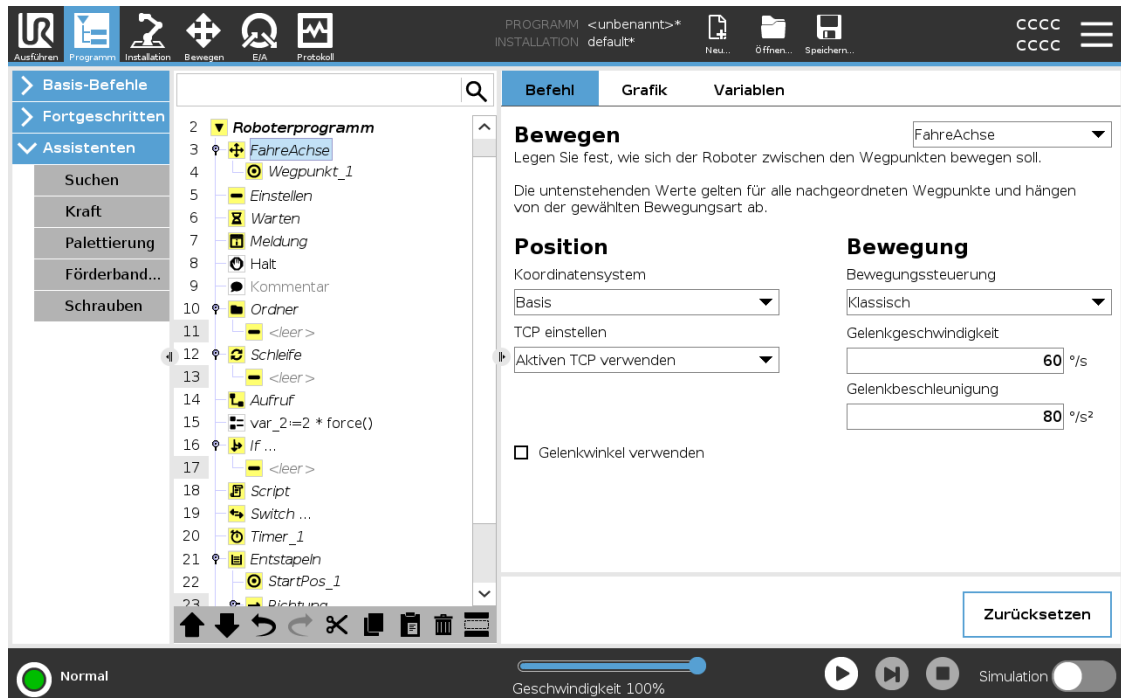 PROGRAMM <unbenannt>*
INSTALLATION default*
Ausführen Programm Installation Bewegen E/A Protokoll
Neu... Öffnen... Speichern...
CCCC
CCCC
Basis-Befehle
Fortgeschritten
Assistenten
Suchen
Kraft
Palettierung
Förderband...
Schrauben
2 Roboterprogramm
3 FahreAchse
4 Wegpunkt_1
5 Einstellen
6 Warten
7 Meldung
8 Halt
9 Kommentar
10 Ordner
11 <leer>
12 Schleife
13 <leer>
14 Aufruf
15 var_2:=2 * force()
16 If ...
17 <leer>
18 Script
19 Switch ...
20 Timer_1
21 Entstapeln
22 StartPos_1
23 Richtung
Befehl Grafik Variablen
Bewegen FahreAchse
Legen Sie fest, wie sich der Roboter zwischen den Wegpunkten bewegen soll.
Die untenstehenden Werte gelten für alle nachgeordneten Wegpunkte und hängen
von der gewählten Bewegungsart ab.
Position
Koordinatensystem
Basis
TCP einstellen
Aktiven TCP verwenden
Gelenkwinkel verwenden
Bewegung
Bewegungssteuerung
Klassisch
Gelenkgeschwindigkeit
60 °/s
Gelenkbeschleunigung
80 °/s²
Zurücksetzen
Normal
Geschwindigkeit 100%
Simulation